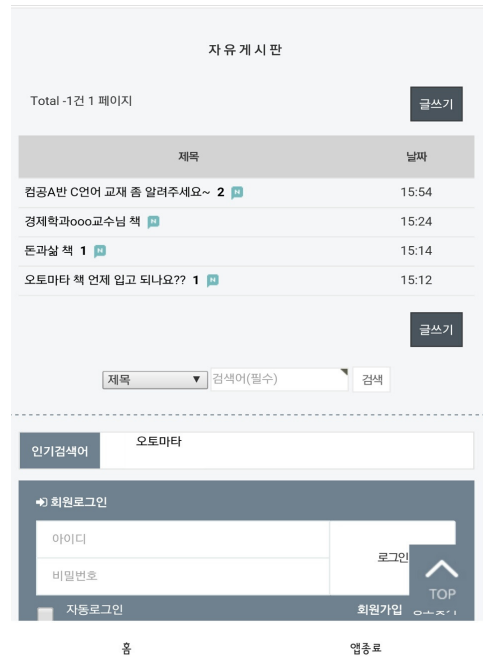 자유게시판
Total -1건 1 페이지
글쓰기
제목 날짜
컴공A반 C언어 교재 좀 알려주세요~ 2 N 15:54
경제학과ooo교수님 책 N 15:24
돈과삶 책 1 N 15:14
오토마타 책 언제 입고 되나요?? 1 N 15:12
글쓰기
제목 ▼ 검색어(필수) 검색
인기검색어 오토마타
회원로그인
아이디
로그인
비밀번호
TOP
자동로그인 회원가입
홈 앱종료